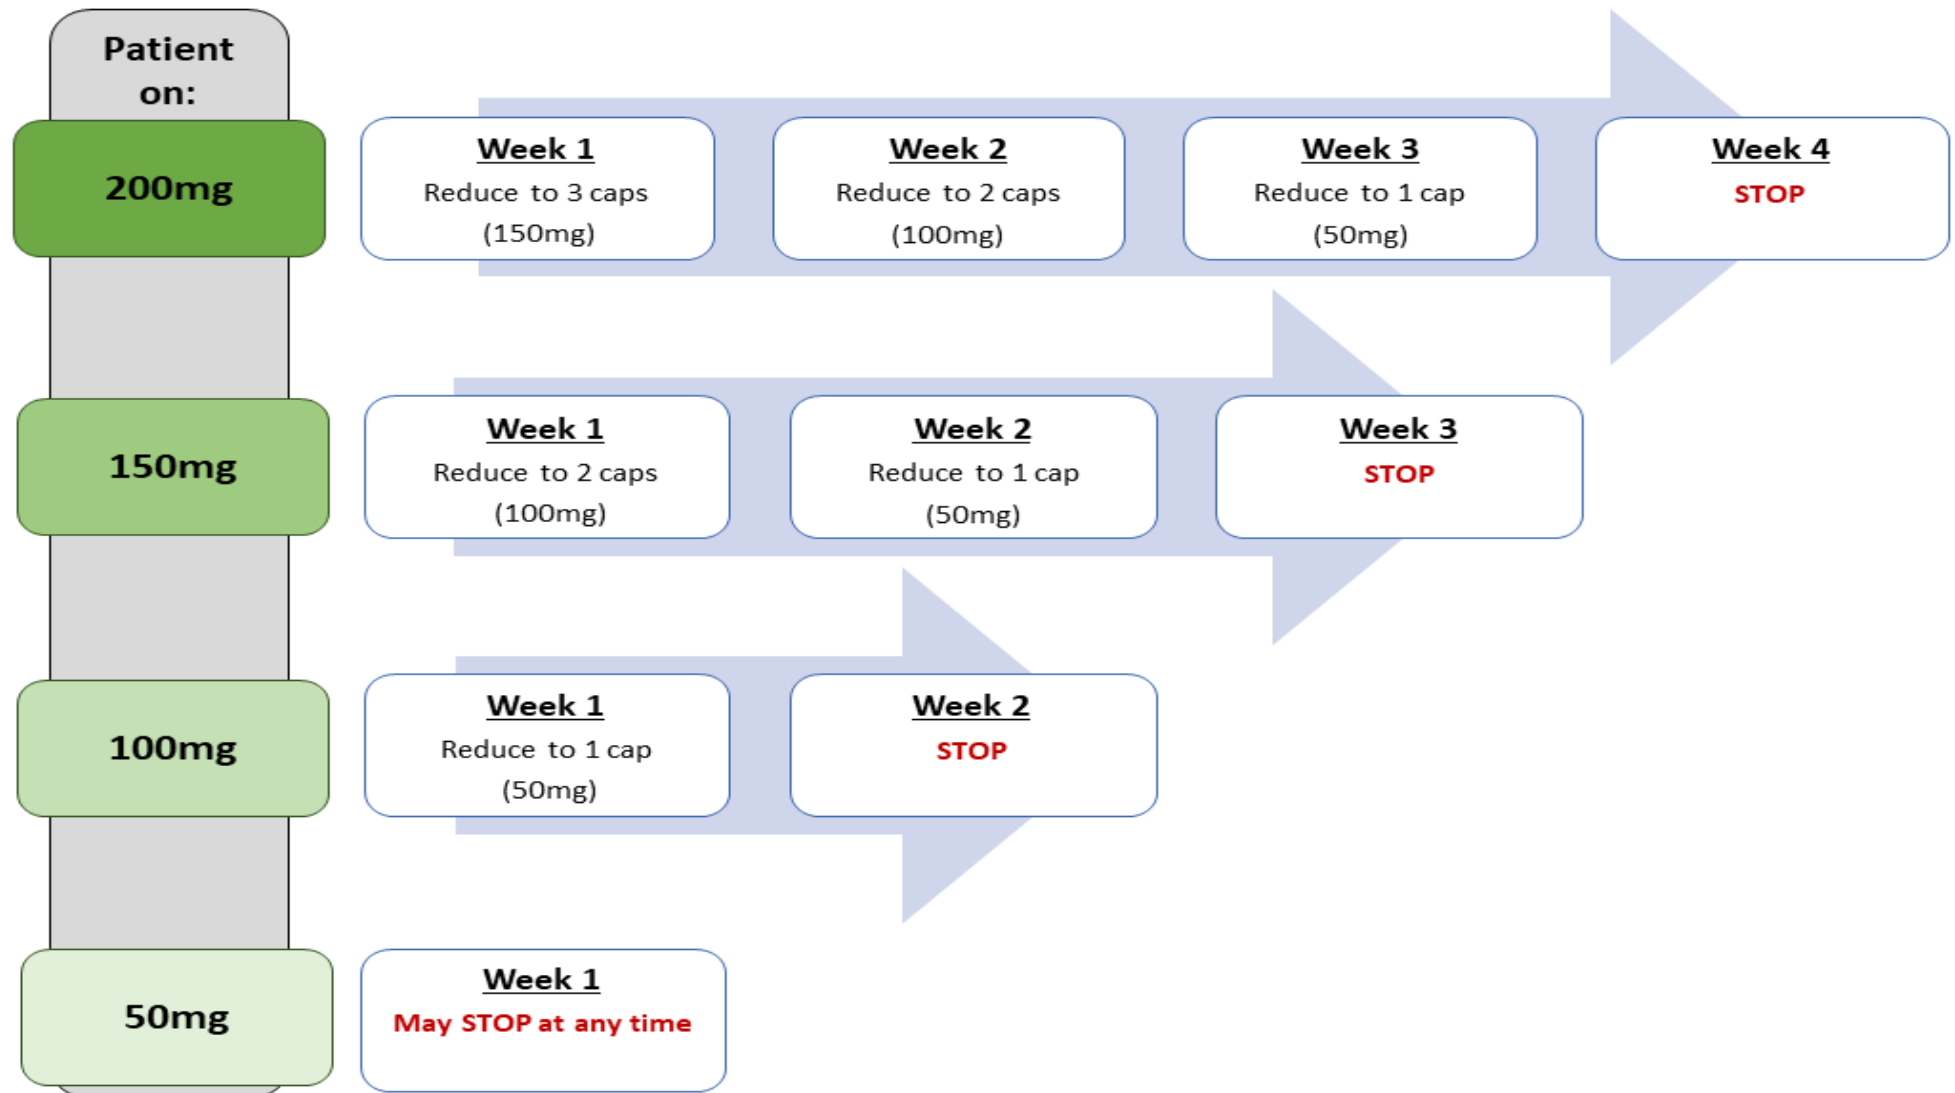 Patient
on:
200mg
Week 1
Reduce to 3 caps
(150mg)
Week 2
Reduce to 2 caps
(100mg)
Week 3
Reduce to 1 cap
(50mg)
Week 4
STOP
150mg
Week 1
Reduce to 2 caps
(100mg)
Week 2
Reduce to 1 cap
(50mg)
Week 3
STOP
100mg
Week 1
Reduce to 1 cap
(50mg)
Week 2
STOP
50mg
Week 1
May STOP at any time